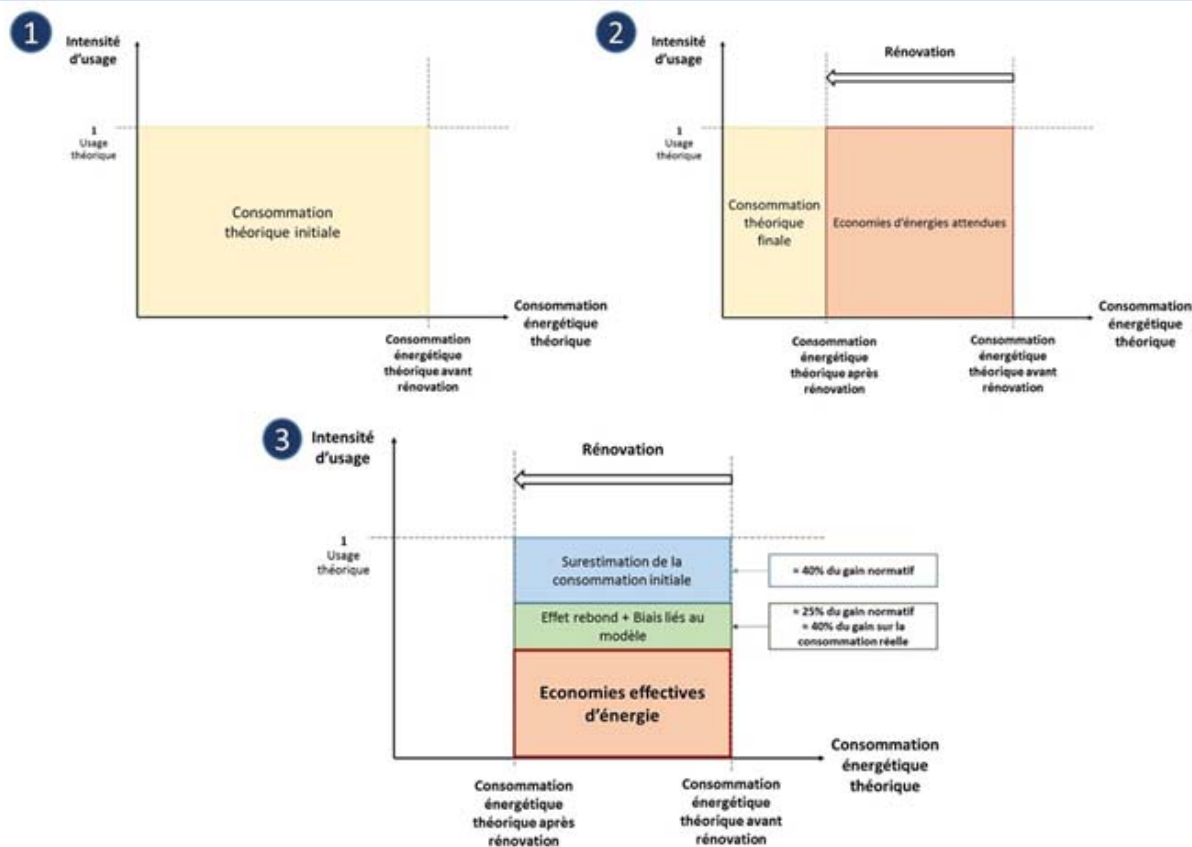 1
Intensité
d'usage
1
Usage
théorique
Consommation
théorique initiale
Consommation
énergétique
théorique
Consommation
énergétique
théorique avant
rénovation
2
Intensité
d'usage
Rénovation
1
Usage
théorique
Consommation
théorique
finale
Economies d'énergies attendues
Consommation
énergétique
théorique
Consommation
énergétique
théorique après
rénovation
Consommation
énergétique
théorique avant
rénovation
3
Intensité
d'usage
Rénovation
1
Usage
théorique
Surestimation de la
consommation initiale
≈ 40% du gain normatif
Effet rebond + Biais liés au
modèle
≈ 25% du gain normatif
≈ 40% du gain sur la
consommation réelle
Economies effectives
d'énergie
Consommation
énergétique
théorique
Consommation
énergétique
théorique après
rénovation
Consommation
énergétique
théorique avant
rénovation